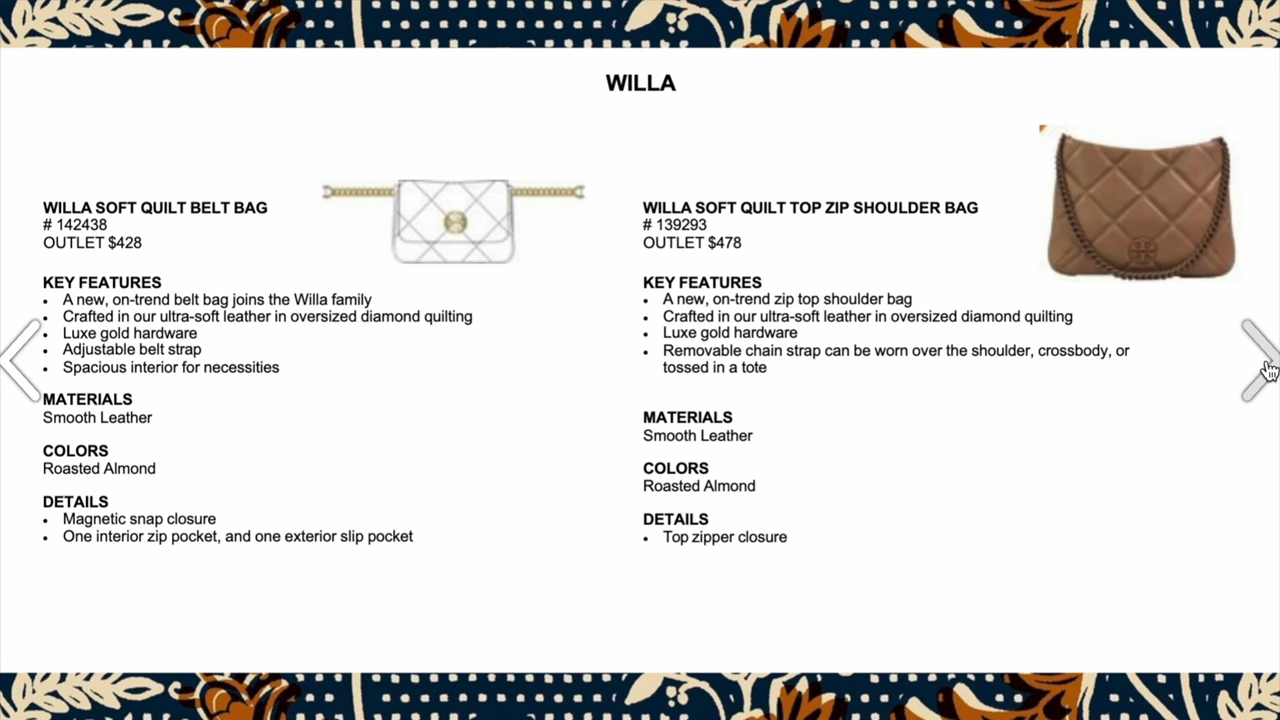 WILLA
WILLA SOFT QUILT BELT BAG
# 142438
OUTLET $428
KEY FEATURES
• A new, on-trend belt bag joins the Willa family
• Crafted in our ultra-soft leather in oversized diamond quilting
• Luxe gold hardware
• Adjustable belt strap
• Spacious interior for necessities
MATERIALS
Smooth Leather
COLORS
Roasted Almond
DETAILS
• Magnetic snap closure
• One interior zip pocket, and one exterior slip pocket
WILLA SOFT QUILT TOP ZIP SHOULDER BAG
# 139293
OUTLET $478
KEY FEATURES
• A new, on-trend zip top shoulder bag
• Crafted in our ultra-soft leather in oversized diamond quilting
• Luxe gold hardware
• Removable chain strap can be worn over the shoulder, crossbody, or
tossed in a tote
MATERIALS
Smooth Leather
COLORS
Roasted Almond
DETAILS
• Top zipper closure